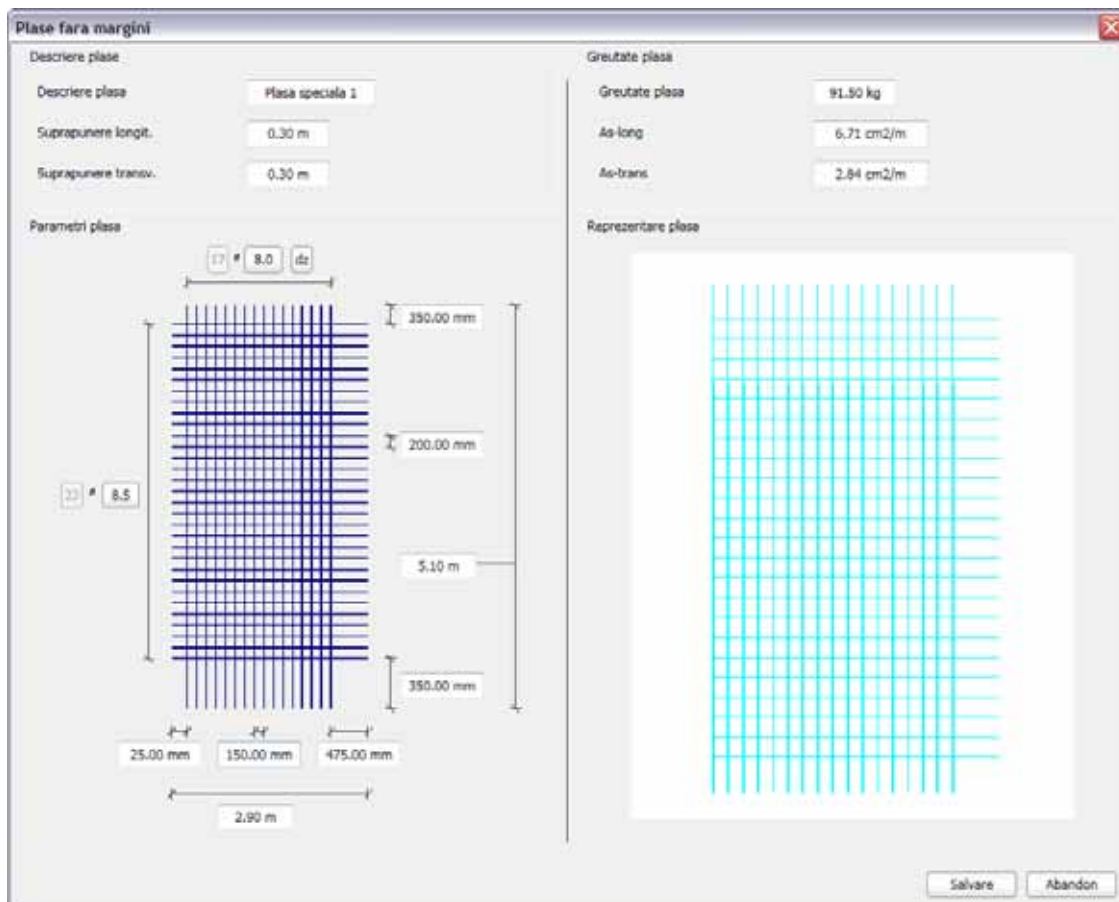 Plase fara margini
Descriere plase
Descriere plasa
Plasa speciala 1
Suprapunere longit.
0.30 m
Suprapunere transv.
0.30 m
Greutate plasa
Greutate plasa
91.50 kg
As-long
6.71 cm2/m
As-trans
2.84 cm2/m
Parametri plasa
17 ø 8.0 dz
350.00 mm
200.00 mm
23 ø 8.5
5.10 m
350.00 mm
25.00 mm
150.00 mm
475.00 mm
2.90 m
Reprezentare plasa
Salvare
Abandon